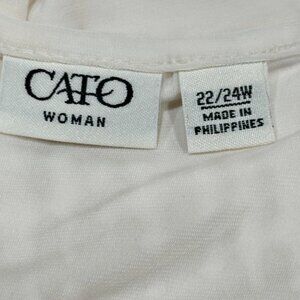 CATO
WOMAN
22/24W
MADE IN
PHILIPPINES